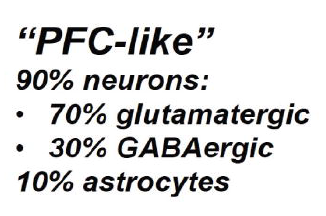 “PFC-like”
90% neurons:
• 70% glutamatergic
• 30% GABAergic
10% astrocytes